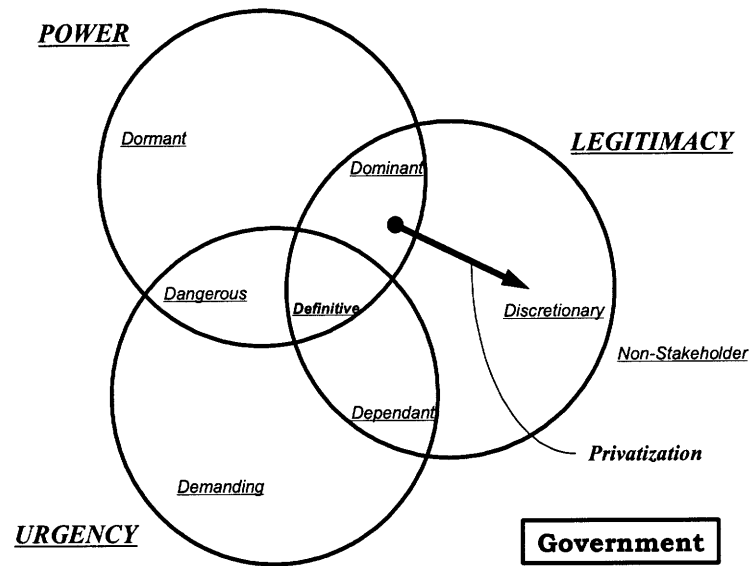 POWER
Dormant
LEGITIMACY
Dominant
Dangerous
Definitive
Discretionary
Non-Stakeholder
Dependant
Privatization
Demanding
URGENCY
Government